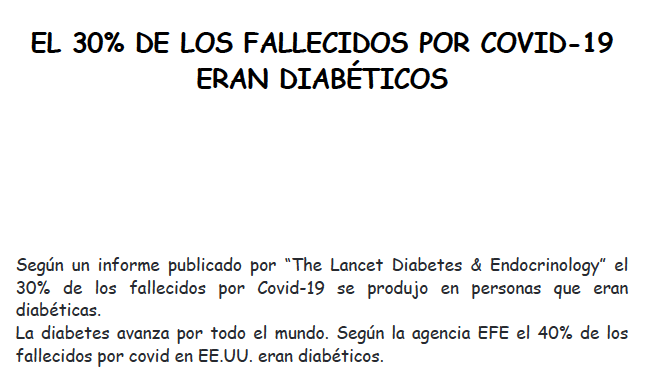 EL 30% DE LOS FALLECIDOS POR COVID-19
ERAN DIABÉTICOS
Según un informe publicado por “The Lancet Diabetes & Endocrinology” el
30% de los fallecidos por Covid-19 se produjo en personas que eran
diabéticas.
La diabetes avanza por todo el mundo. Según la agencia EFE el 40% de los
fallecidos por covid en EE.UU. eran diabéticos.